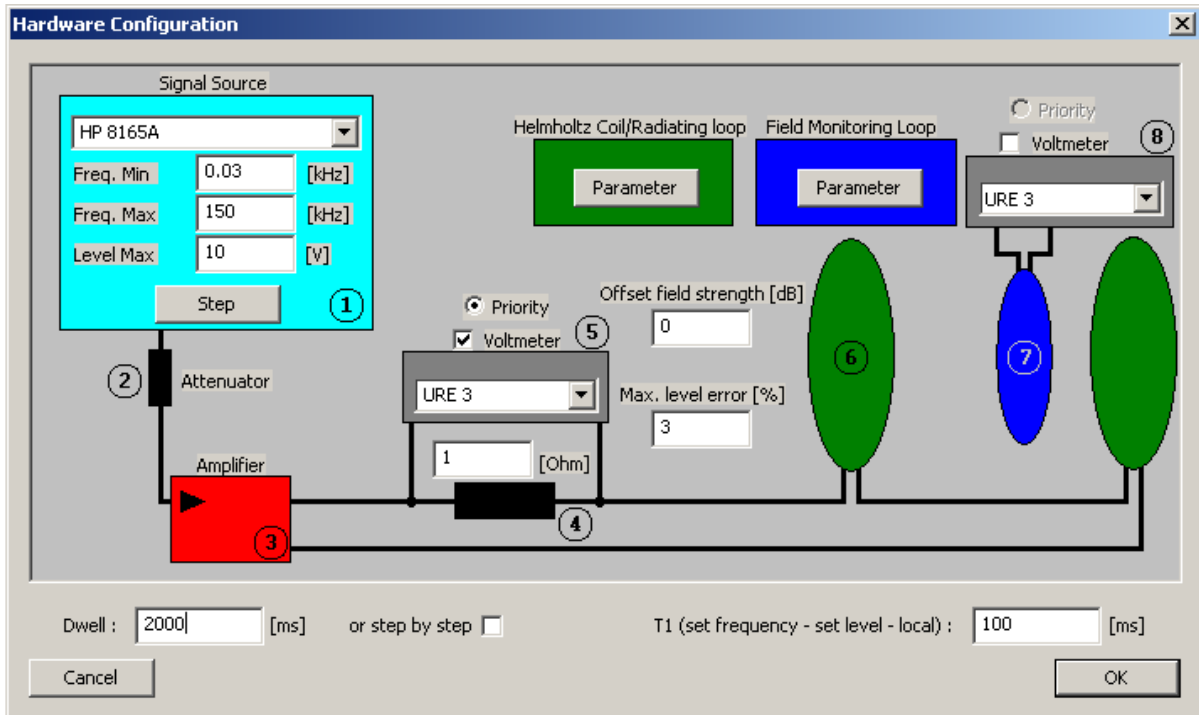 Hardware Configuration
Signal Source
HP 8165A
Freq. Min 0.03 [kHz]
Freq. Max 150 [kHz]
Level Max 10 [V]
Step
1
2
Attenuator
Amplifier
3
Priority
Voltmeter
5
URE 3
1 [Ohm]
4
Offset field strength [dB]
0
Max. level error [%]
3
Helmholtz Coil/Radiating loop
Parameter
Field Monitoring Loop
Parameter
Priority
Voltmeter
8
URE 3
6
7
Dwell : 2000 [ms] or step by step
T1 (set frequency - set level - local) : 100 [ms]
Cancel
OK